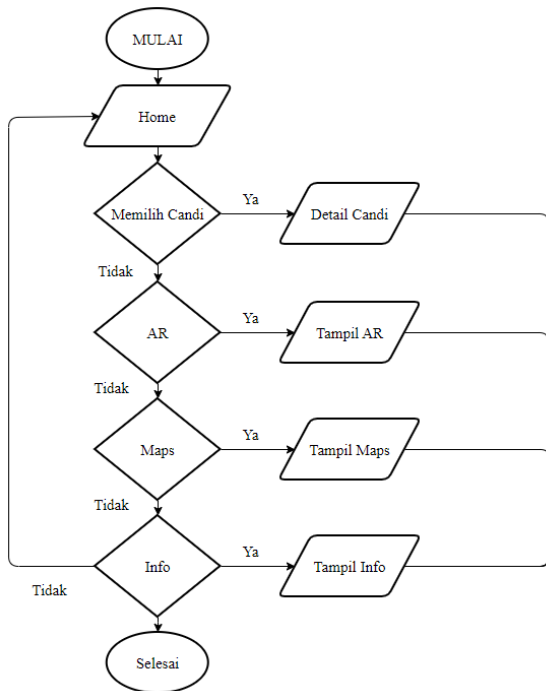 MULAI
Home
Memilih Candi
Ya
Detail Candi
Tidak
AR
Ya
Tampil AR
Tidak
Maps
Ya
Tampil Maps
Tidak
Info
Ya
Tampil Info
Tidak
Selesai